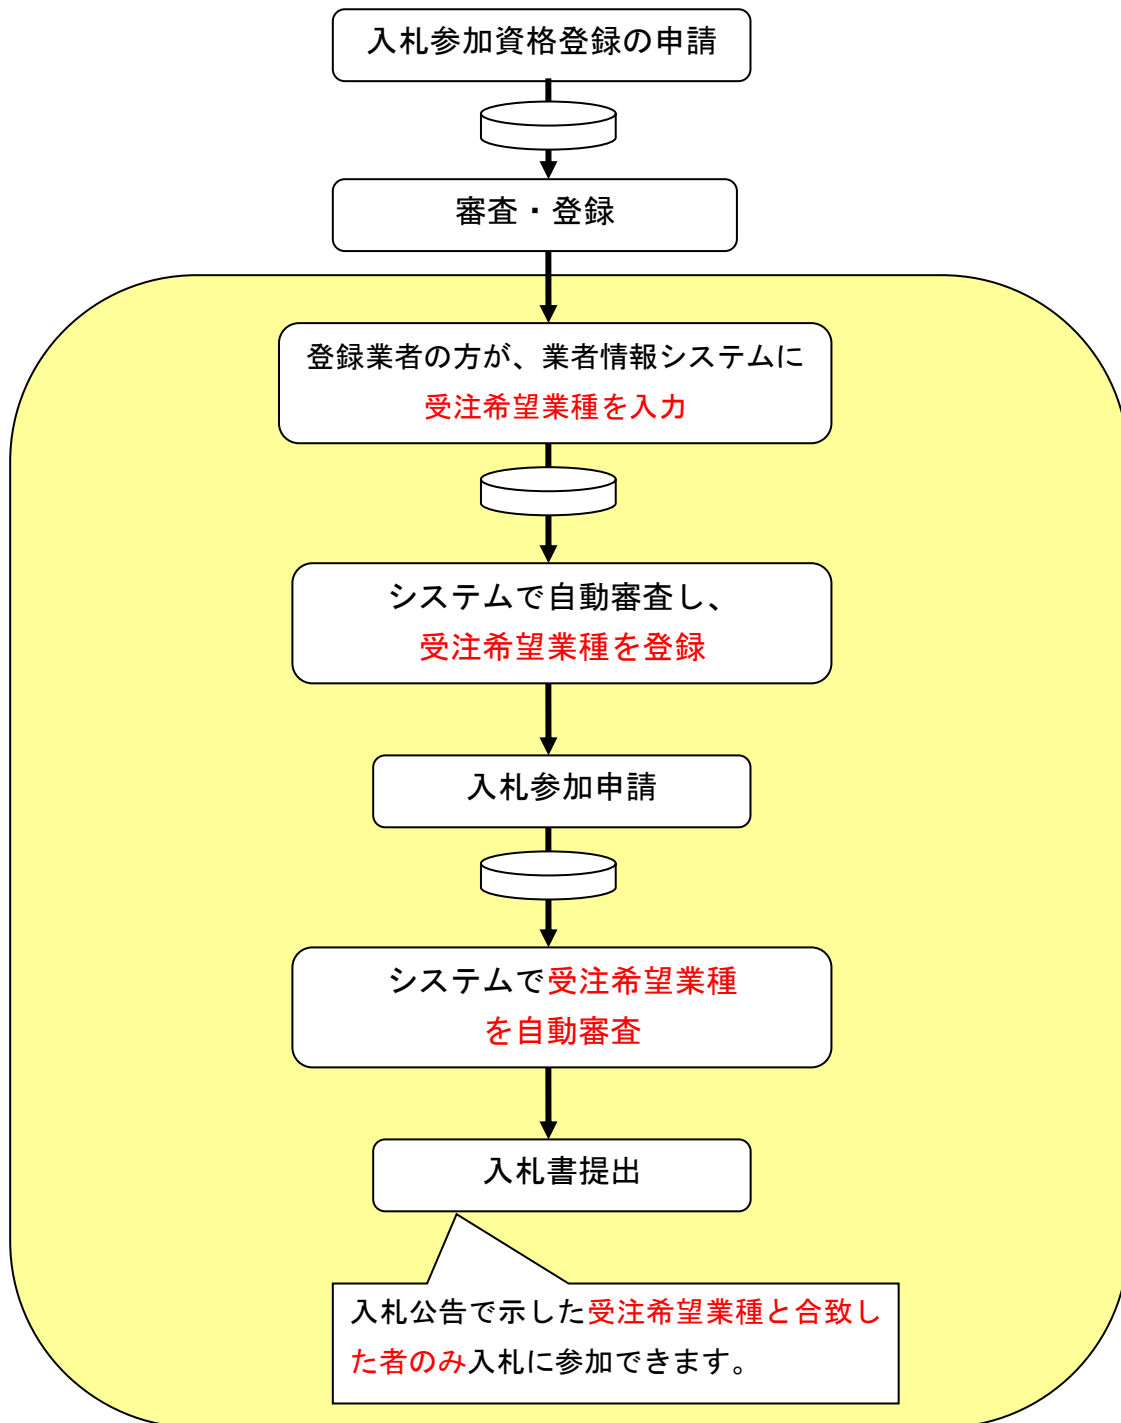 入札参加資格登録の申請
審査・登録
登録業者の方が、業者情報システムに
受注希望業種を入力
システムで自動審査し、
受注希望業種を登録
入札参加申請
システムで受注希望業種
を自動審査
入札書提出
入札公告で示した受注希望業種と合致し
た者のみ入札に参加できます。